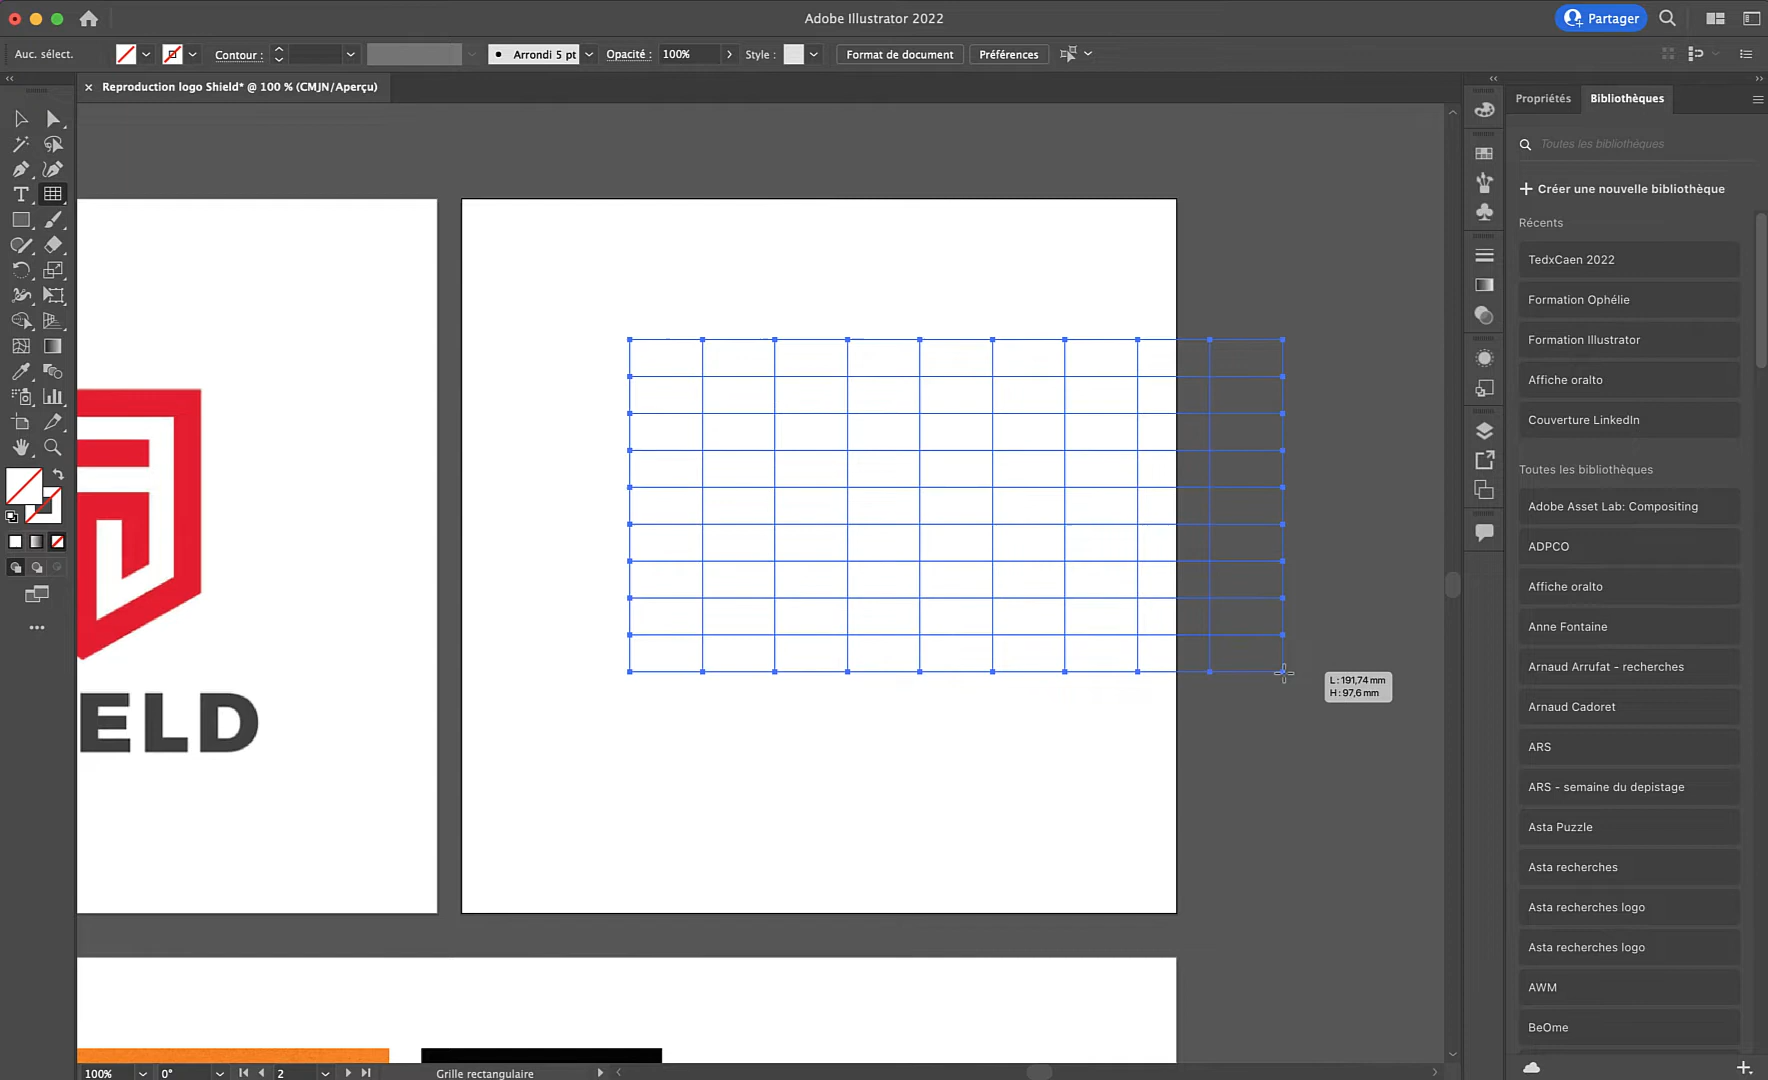 Adobe Illustrator 2022
Partager
Auc. sélect.
Contour :
Arrondi 5 pt
Opacité :
100%
Style :
Format de document
Préférences
Reproduction logo Shield* @ 100 % (CMJN/Aperçu)
Propriétés
Bibliothèques
Toutes les bibliothèques
Créer une nouvelle bibliothèque
Récents
TedxCaen 2022
Formation Ophélie
Formation Illustrator
Affiche oralto
Couverture LinkedIn
Toutes les bibliothèques
Adobe Asset Lab: Compositing
ADPCO
Affiche oralto
Anne Fontaine
Arnaud Arrufat - recherches
Arnaud Cadoret
ARS
ARS - semaine du depistage
Asta Puzzle
Asta recherches
Asta recherches logo
Asta recherches logo
AWM
BeOme
L : 191,74 mm
H : 97,6 mm
ELD
100%
0°
2
Grille rectangulaire